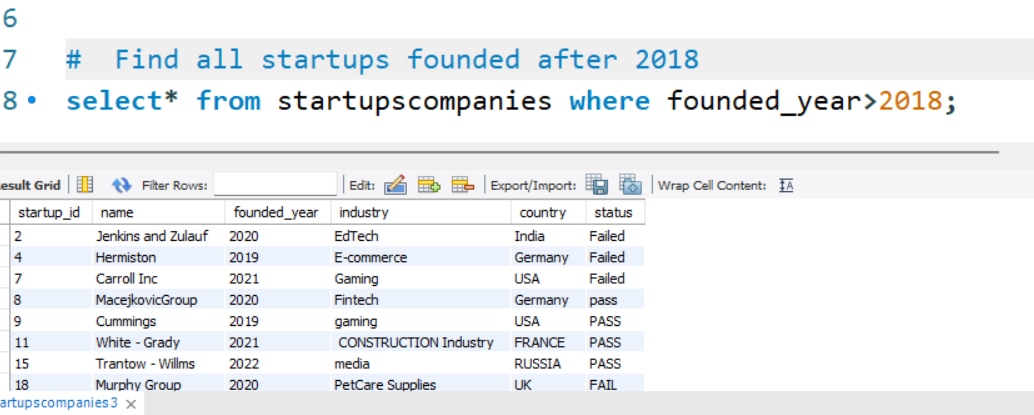 6
7 # Find all startups founded after 2018
8 select* from startupscompanies where founded_year>2018;
esult Grid Filter Rows: Edit: Export/Import: Wrap Cell Content: IA
startup_id name founded_year industry country status
2 Jenkins and Zulauf 2020 EdTech India Failed
4 Hermiston 2019 E-commerce Germany Failed
7 Carroll Inc 2021 Gaming USA Failed
8 MacejkovicGroup 2020 Fintech Germany pass
9 Cummings 2019 gaming USA PASS
11 White - Grady 2021 CONSTRUCTION Industry FRANCE PASS
15 Trantow - Willms 2022 media RUSSIA PASS
18 Murphy Group 2020 PetCare Supplies UK FAIL
artupscompanies3 ×